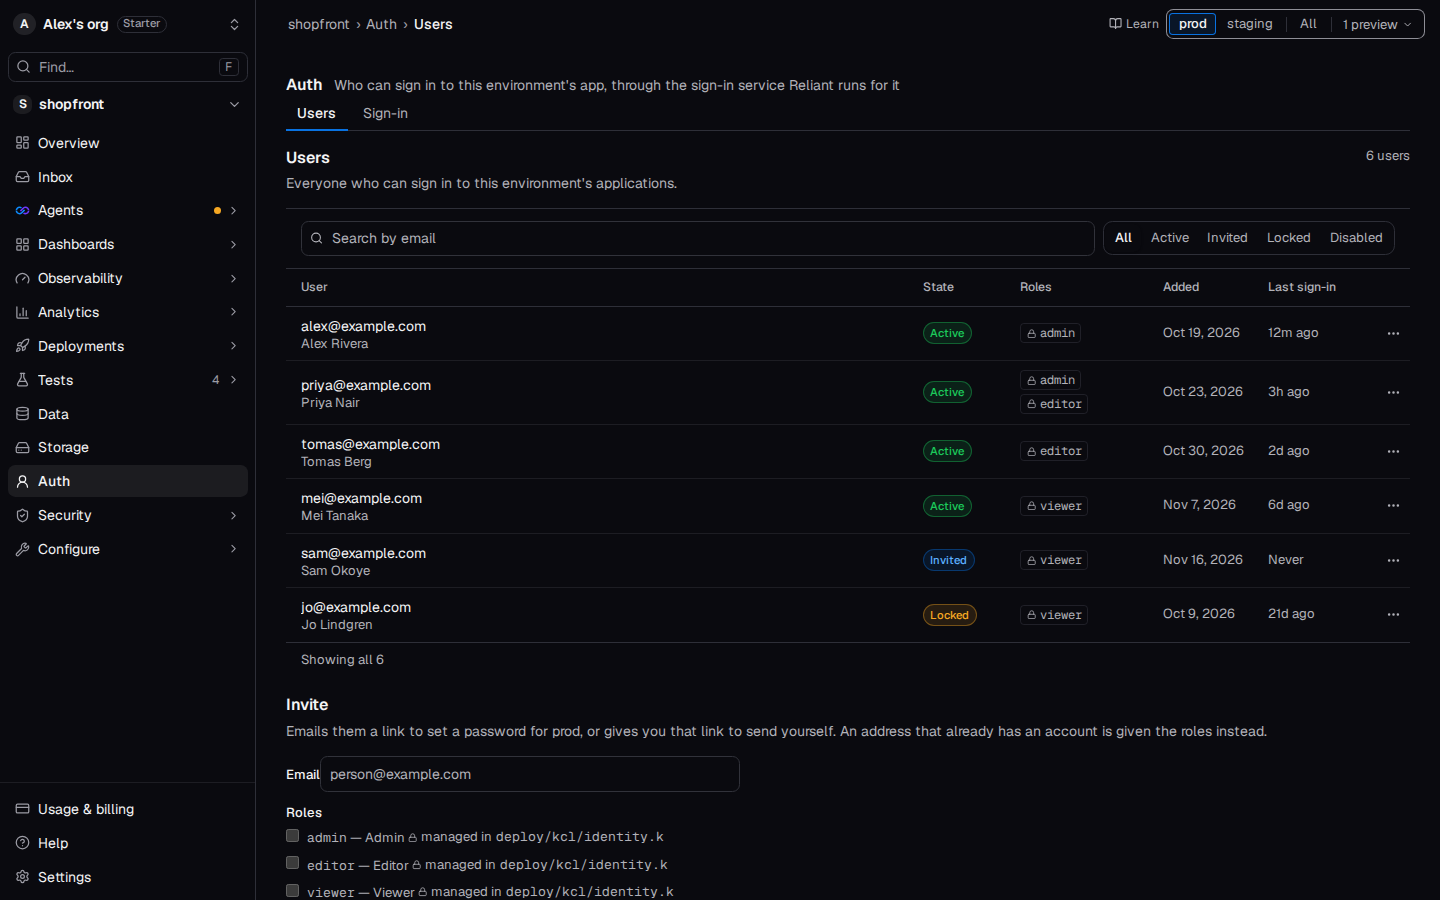 A Alex's org Starter
Find... F
S shopfront
Overview
Inbox
Agents
Dashboards
Observability
Analytics
Deployments
Tests 4
Data
Storage
Auth
Security
Configure
Usage & billing
Help
Settings
shopfront › Auth › Users
Learn prod staging All 1 preview
Auth Who can sign in to this environment's app, through the sign-in service Reliant runs for it
Users Sign-in
Users 6 users
Everyone who can sign in to this environment's applications.
Search by email All Active Invited Locked Disabled
User State Roles Added Last sign-in
alex@example.com
Alex Rivera Active admin Oct 19, 2026 12m ago
priya@example.com
Priya Nair Active admin editor Oct 23, 2026 3h ago
tomas@example.com
Tomas Berg Active editor Oct 30, 2026 2d ago
mei@example.com
Mei Tanaka Active viewer Nov 7, 2026 6d ago
sam@example.com
Sam Okoye Invited viewer Nov 16, 2026 Never
jo@example.com
Jo Lindgren Locked viewer Oct 9, 2026 21d ago
Showing all 6
Invite
Emails them a link to set a password for prod, or gives you that link to send yourself. An address that already has an account is given the roles instead.
Email person@example.com
Roles
admin — Admin managed in deploy/kcl/identity.k
editor — Editor managed in deploy/kcl/identity.k
viewer — Viewer managed in deploy/kcl/identity.k